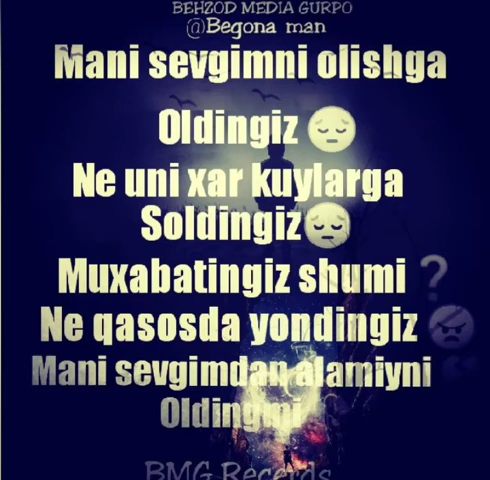 BEHZOD MEDIA GURPO
@Begona man
Mani sevgimni olishga
Oldingiz 😔
Ne uni xar kuylarga
Soldingiz😔
Muxabatingiz shumi ❓
Ne qasosda yondingiz 😠
Mani sevgimdan alamiyni
Oldingmi
BMG Records